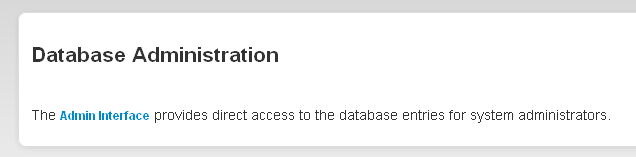 Database Administration
The Admin Interface provides direct access to the database entries for system administrators.